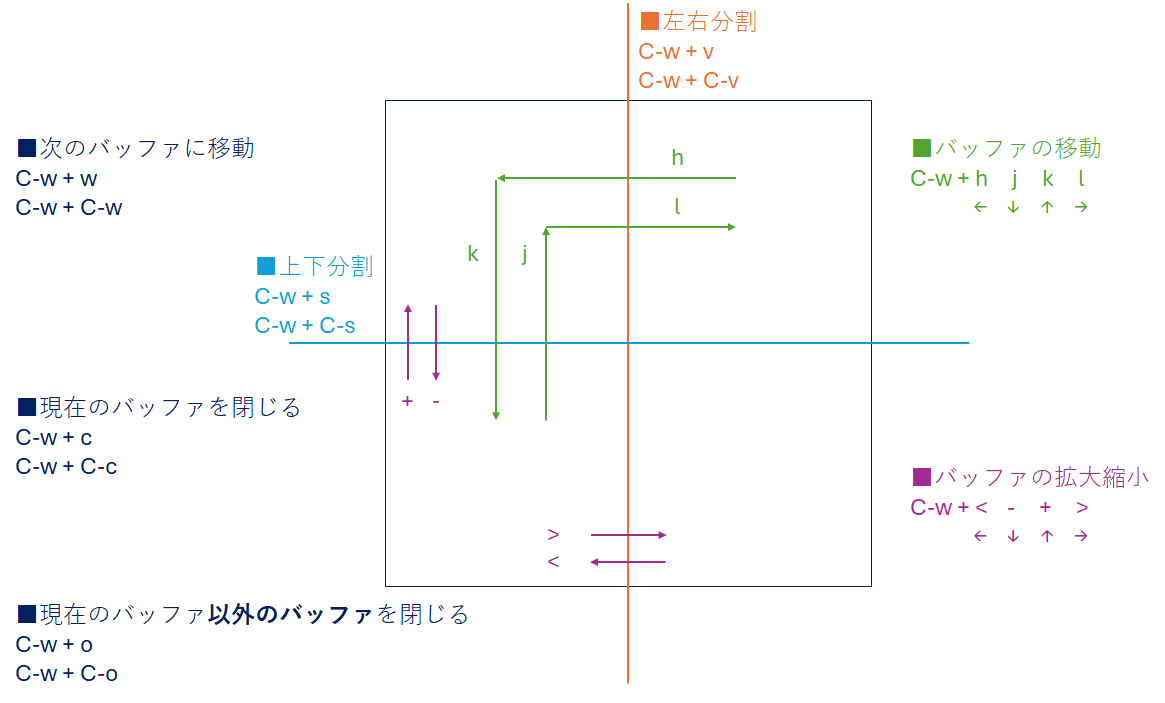 ■左右分割
C-w + v
C-w + C-v
■次のバッファに移動
C-w + w
C-w + C-w
■バッファの移動
C-w + h j k l
← ↓ ↑ →
h
l
k j
■上下分割
C-w + s
C-w + C-s
+ -
■現在のバッファを閉じる
C-w + c
C-w + C-c
■バッファの拡大縮小
C-w + < - + >
← ↓ ↑ →
>
<
■現在のバッファ以外のバッファを閉じる
C-w + o
C-w + C-o